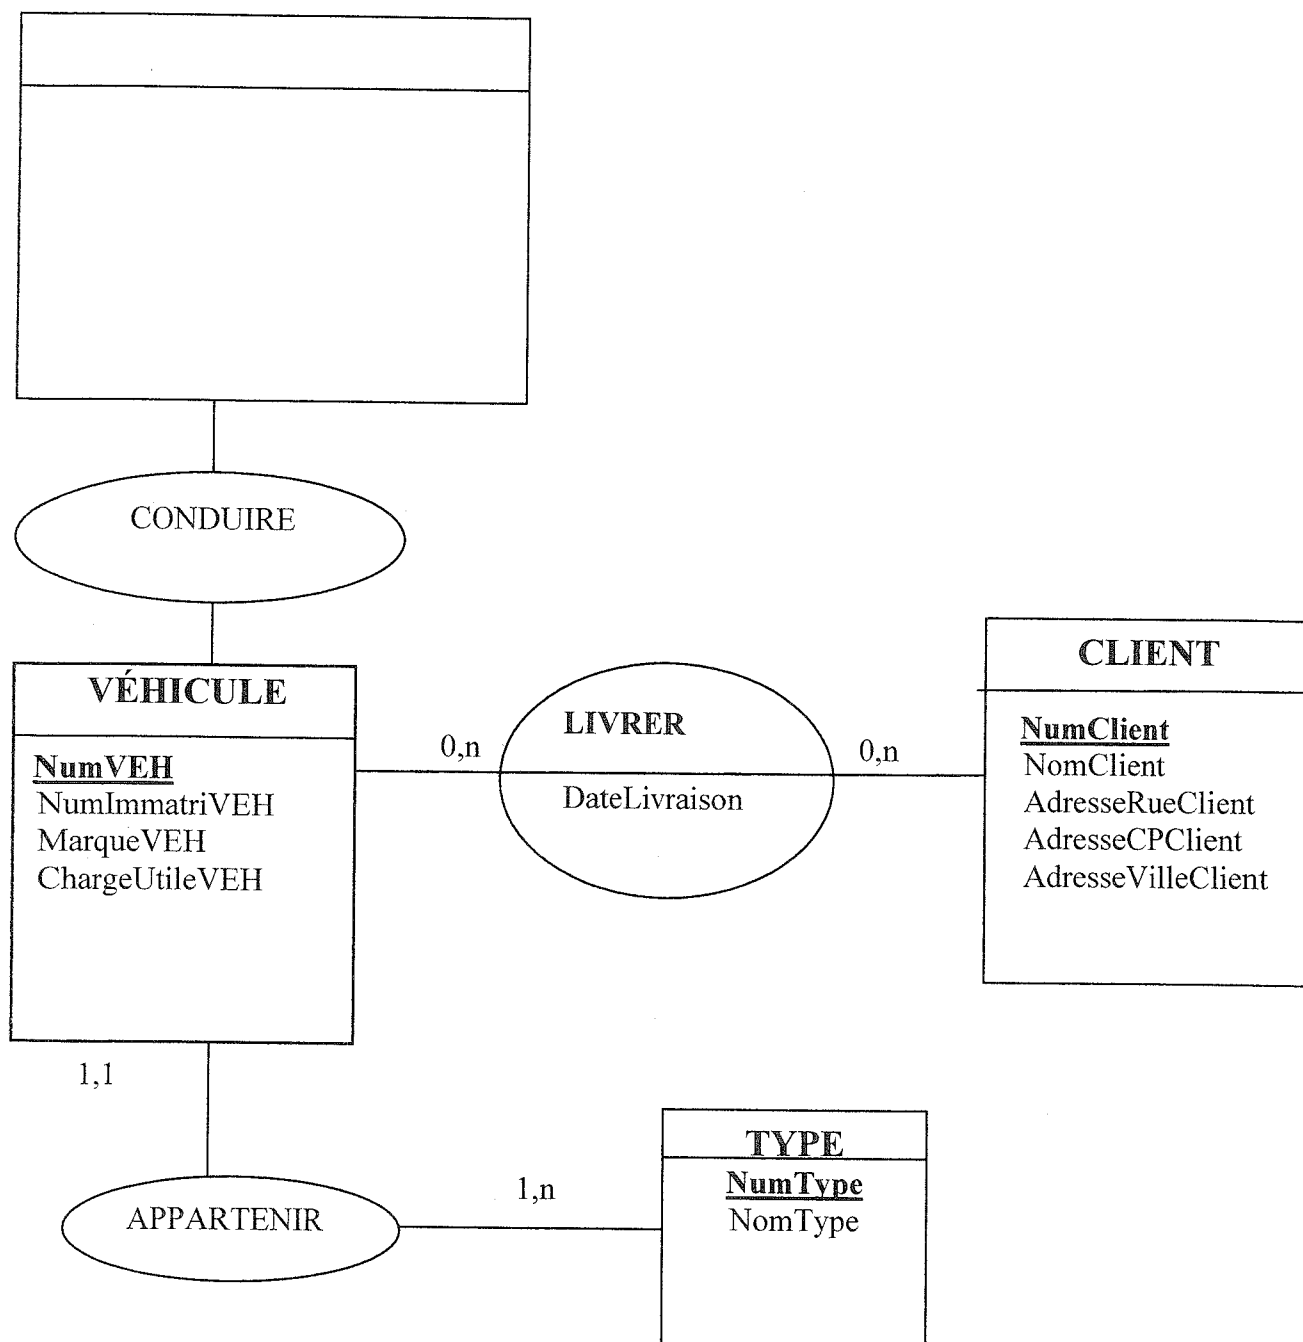 CONDUIRE
VÉHICULE
NumVEH
NumImmatriVEH
MarqueVEH
ChargeUtileVEH
0,n
LIVRER
DateLivraison
0,n
CLIENT
NumClient
NomClient
AdresseRueClient
AdresseCPClient
AdresseVilleClient
1,1
APPARTENIR
1,n
TYPE
NumType
NomType